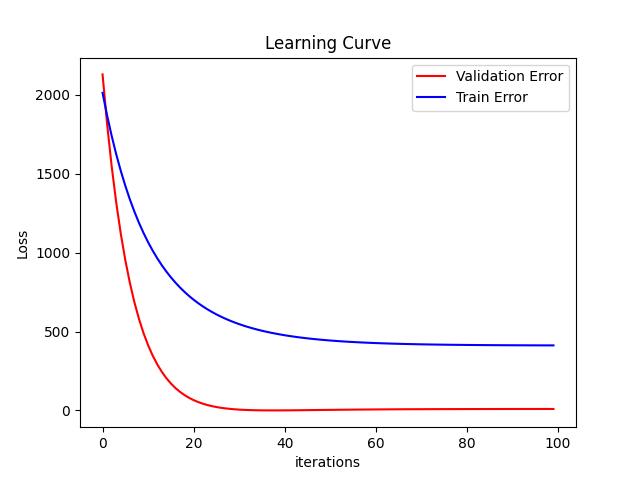 Learning Curve
Validation Error
Train Error
2000
1500
1000
500
0
Loss
0 20 40 60 80 100
iterations